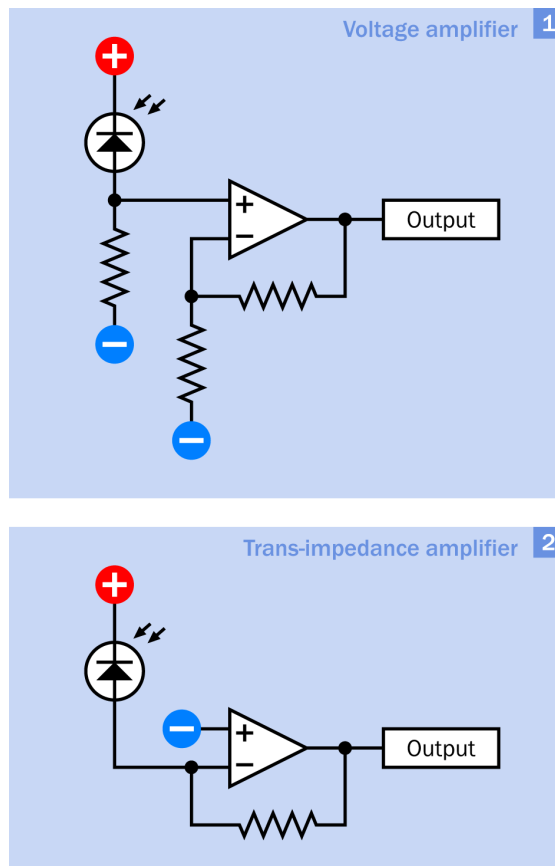 Voltage amplifier 1
+
+
−
Output
−
−
Trans-impedance amplifier 2
+
−
+
−
Output